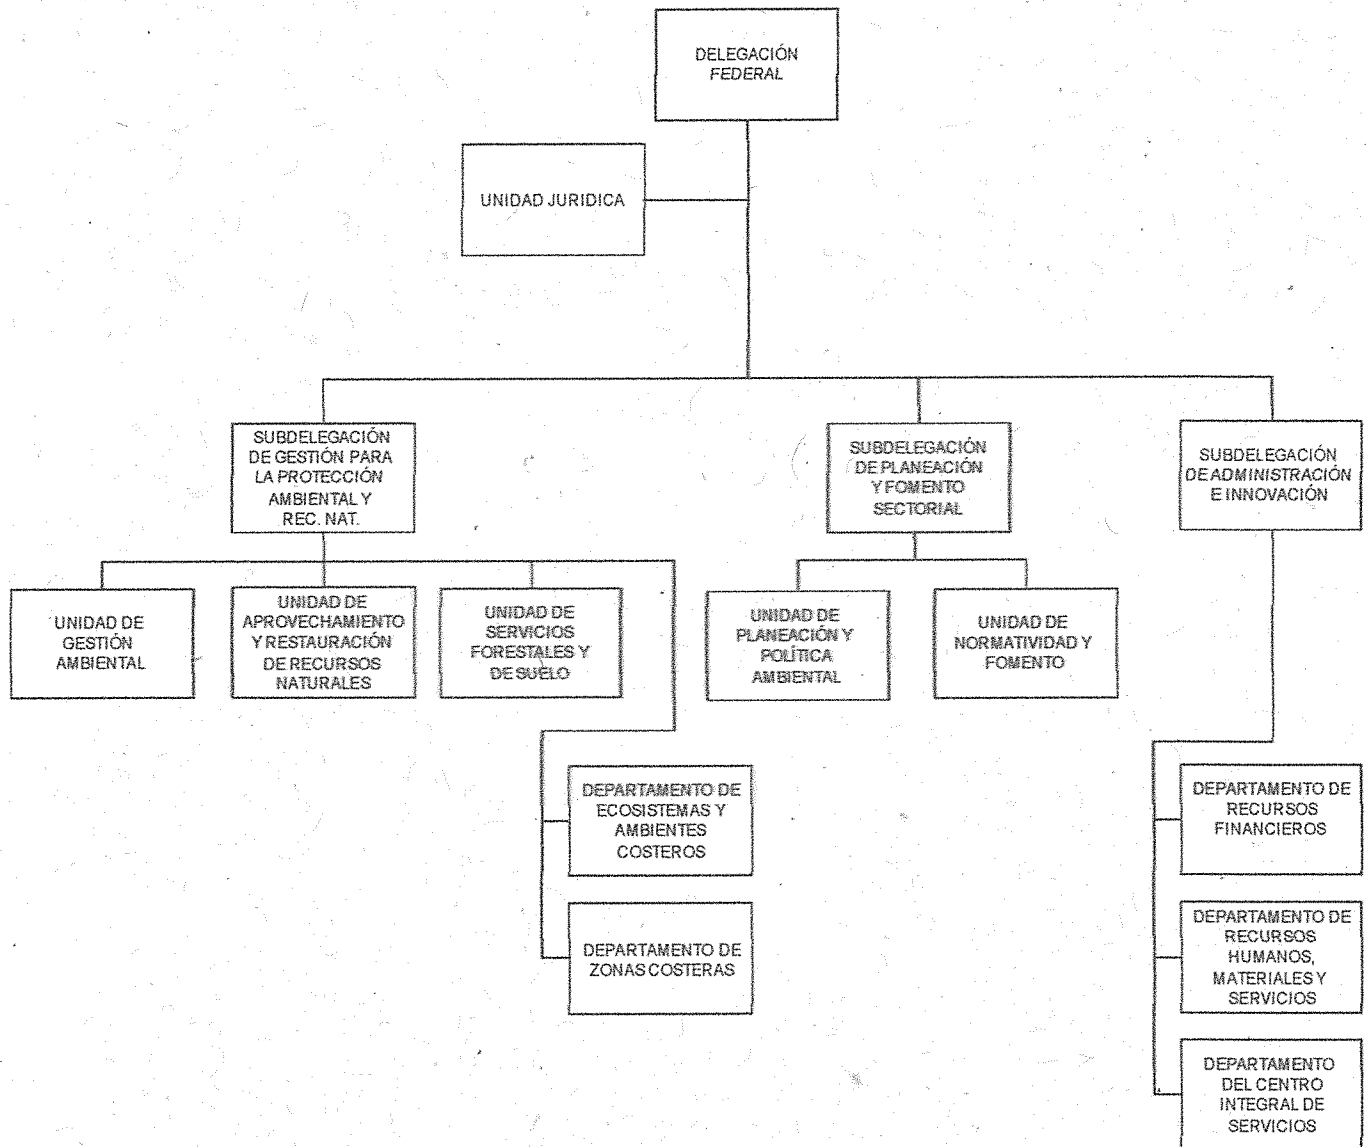 DELEGACIÓN
FEDERAL
UNIDAD JURIDICA
SUBDELEGACIÓN
DE GESTIÓN PARA
LA PROTECCIÓN
AMBIENTAL Y
REC. NAT.
SUBDELEGACIÓN
DE PLANEACIÓN
Y FOMENTO
SECTORIAL
SUBDELEGACIÓN
DE ADMINISTRACIÓN
E INNOVACIÓN
UNIDAD DE
GESTIÓN
AMBIENTAL
UNIDAD DE
APROVECHAMIENTO
Y RESTAURACIÓN
DE RECURSOS
NATURALES
UNIDAD DE
SERVICIOS
FORESTALES Y
DE SUELO
UNIDAD DE
PLANEACIÓN Y
POLÍTICA
AMBIENTAL
UNIDAD DE
NORMATIVIDAD Y
FOMENTO
DEPARTAMENTO DE
ECOSISTEMAS Y
AMBIENTES
COSTEROS
DEPARTAMENTO DE
ZONAS COSTERAS
DEPARTAMENTO DE
RECURSOS
FINANCIEROS
DEPARTAMENTO DE
RECURSOS
HUMANOS,
MATERIALES Y
SERVICIOS
DEPARTAMENTO
DEL CENTRO
INTEGRAL DE
SERVICIOS